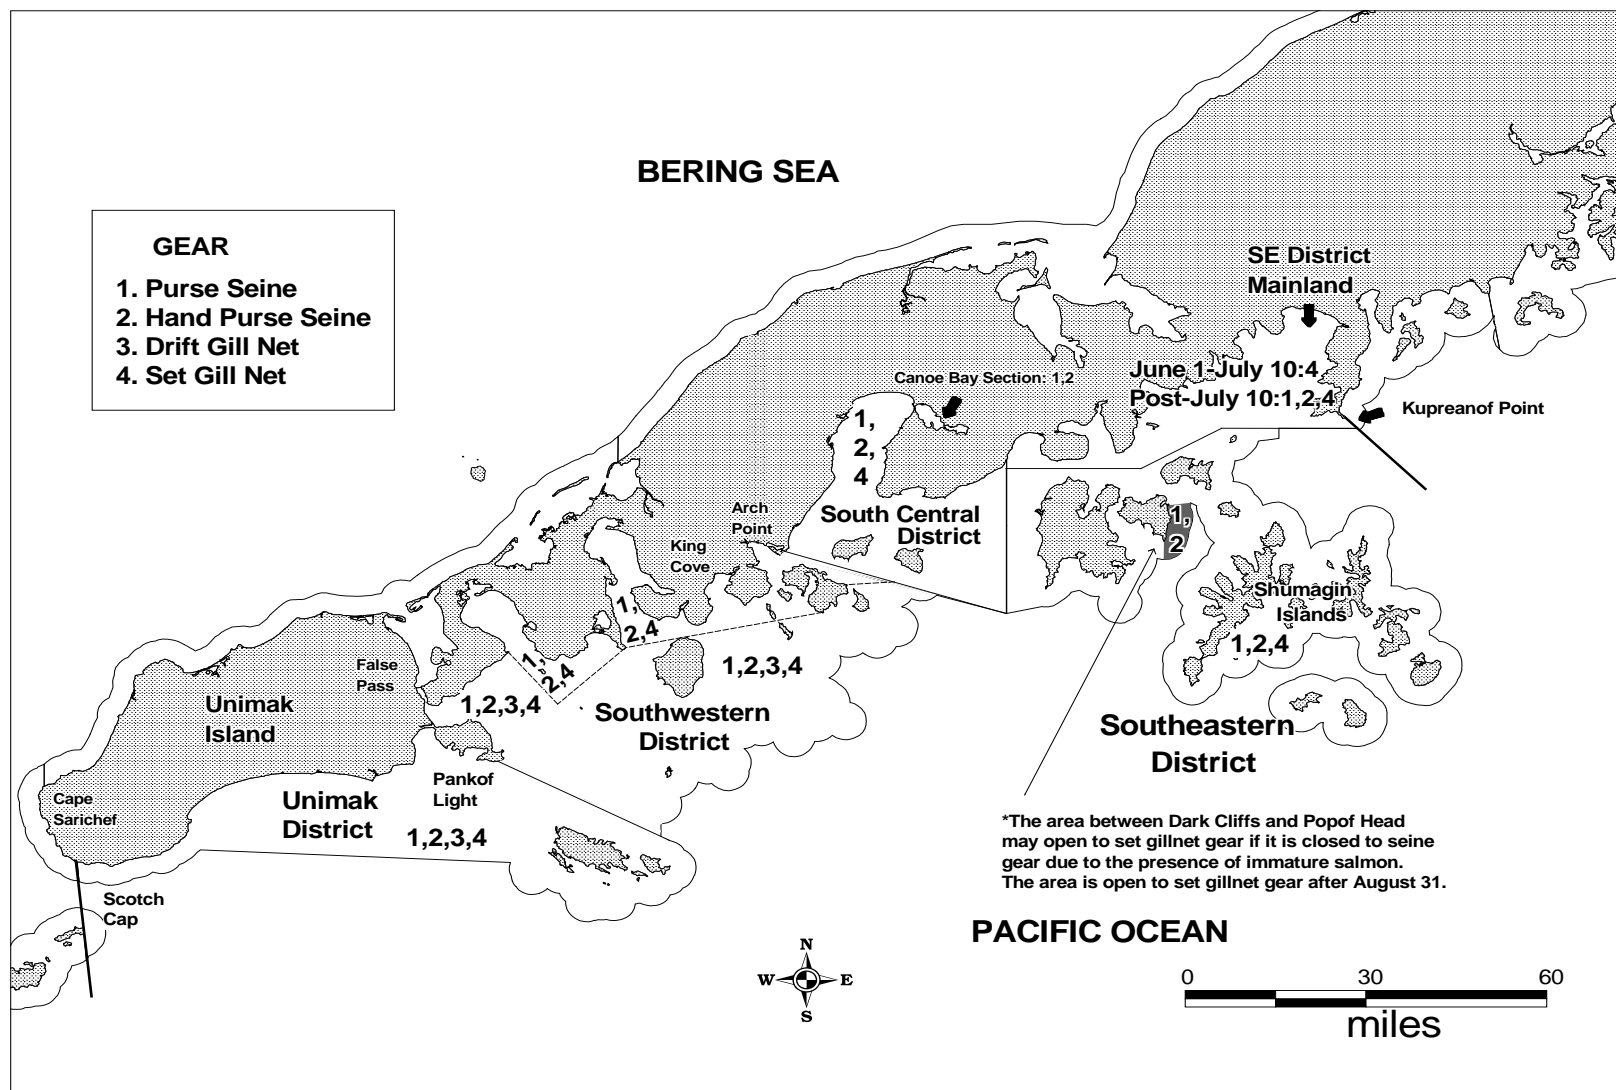 BERING SEA
GEAR
1. Purse Seine
2. Hand Purse Seine
3. Drift Gill Net
4. Set Gill Net
SE District
Mainland
June 1-July 10:4
Post-July 10:1,2,4
Kupreanof Point
Canoe Bay Section: 1,2
1,
2,
4
South Central
District
Arch
Point
King
Cove
1,
2
Shumagin
Islands
1,2,4
1,
2,4
1,
2,4
1,2,3,4
1,2,3,4
False
Pass
Unimak
Island
Southwestern
District
Southeastern
District
Pankof
Light
Cape
Sarichef
Unimak
District
1,2,3,4
*The area between Dark Cliffs and Popof Head
may open to set gillnet gear if it is closed to seine
gear due to the presence of immature salmon.
The area is open to set gillnet gear after August 31.
Scotch
Cap
PACIFIC OCEAN
N
W E
S
0 30 60
miles